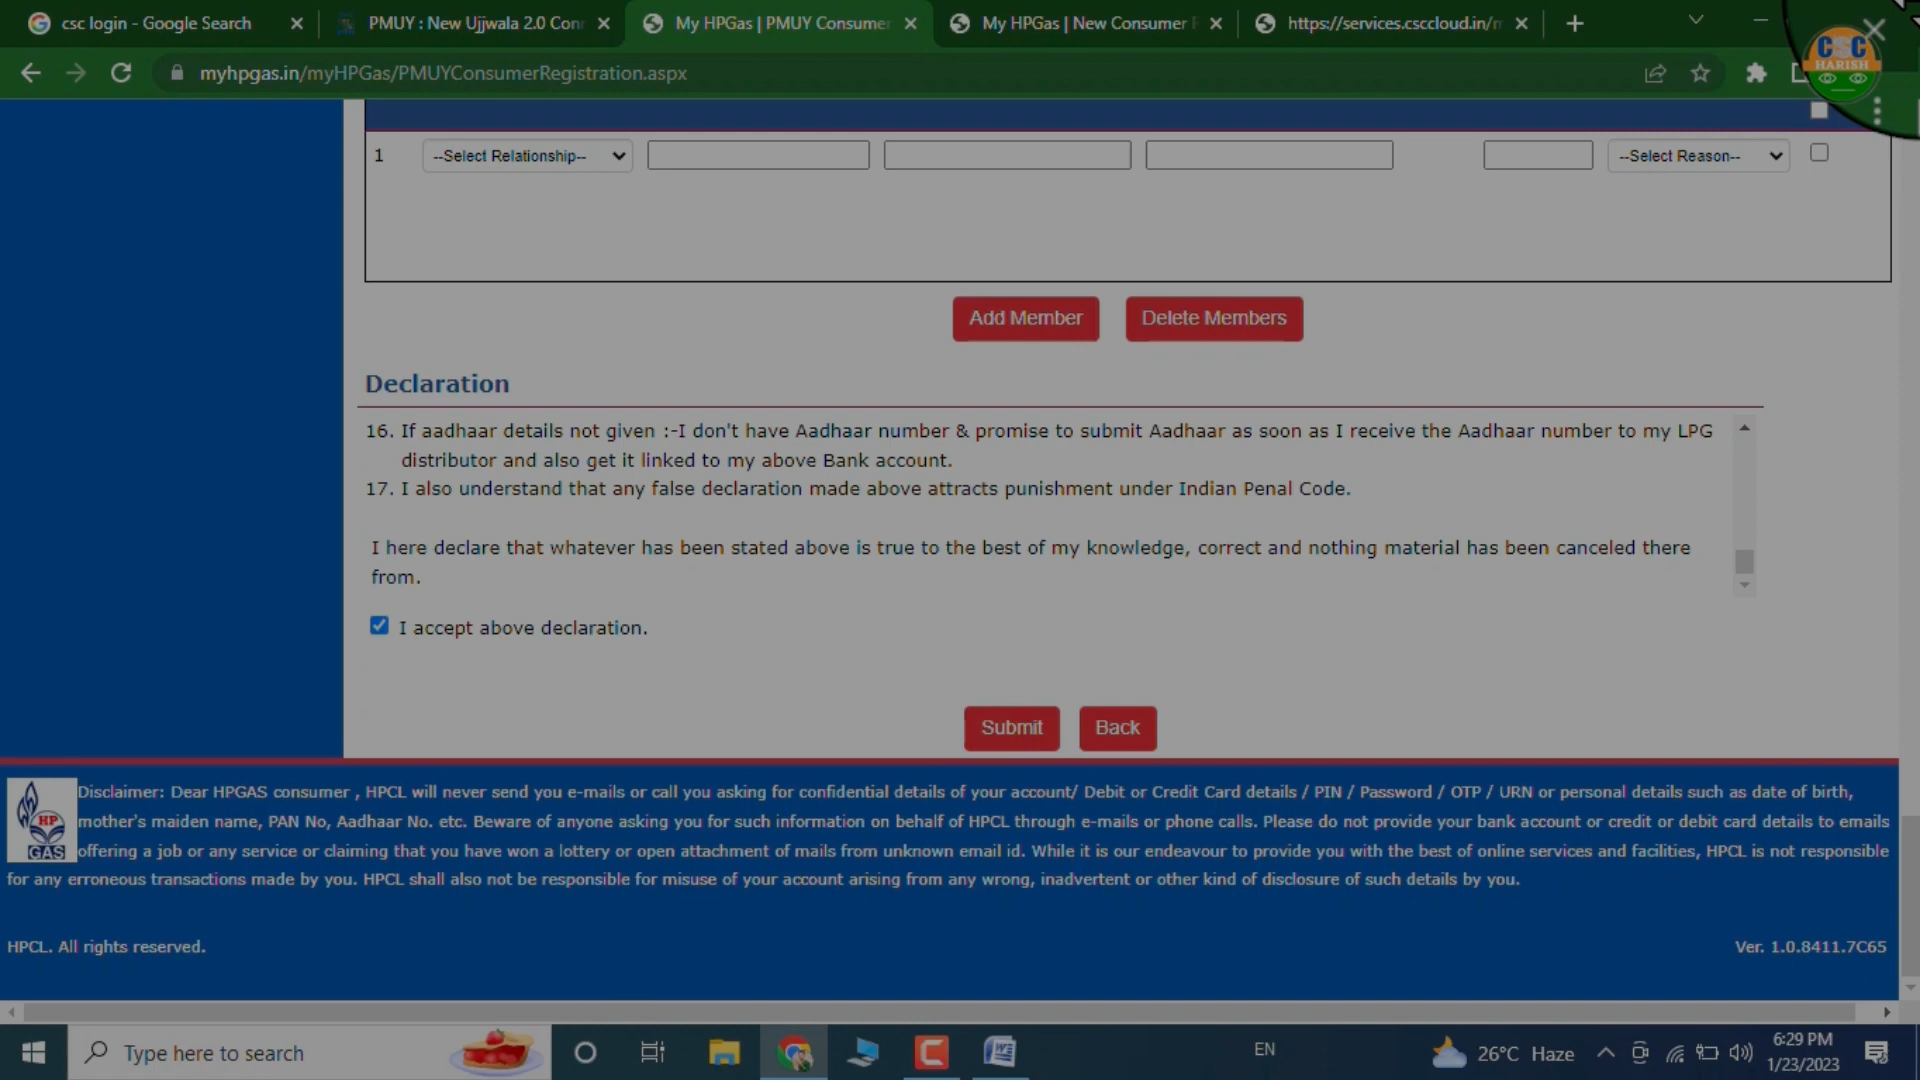 csc login - Google Search
PMUY : New Ujjwala 2.0 Con
My HPGas | PMUY Consumer
My HPGas | New Consumer
https://services.csccloud.in/
myhpgas.in/myHPGas/PMUYConsumerRegistration.aspx
CSC
HARISH
1 --Select Relationship-- --Select Reason--
Add Member Delete Members
Declaration
16. If aadhaar details not given :-I don't have Aadhaar number & promise to submit Aadhaar as soon as I receive the Aadhaar number to my LPG
distributor and also get it linked to my above Bank account.
17. I also understand that any false declaration made above attracts punishment under Indian Penal Code.
I here declare that whatever has been stated above is true to the best of my knowledge, correct and nothing material has been canceled there
from.
I accept above declaration.
Submit Back
Disclaimer: Dear HPGAS consumer , HPCL will never send you e-mails or call you asking for confidential details of your account/ Debit or Credit Card details / PIN / Password / OTP / URN or personal details such as date of birth,
mother's maiden name, PAN No, Aadhaar No. etc. Beware of anyone asking you for such information on behalf of HPCL through e-mails or phone calls. Please do not provide your bank account or credit or debit card details to emails
offering a job or any service or claiming that you have won a lottery or open attachment of mails from unknown email id. While it is our endeavour to provide you with the best of online services and facilities, HPCL is not responsible
for any erroneous transactions made by you. HPCL shall also not be responsible for misuse of your account arising from any wrong, inadvertent or other kind of disclosure of such details by you.
HP
GAS
HPCL. All rights reserved.
Ver. 1.0.8411.7C65
Type here to search
EN
26°C Haze
6:29 PM
1/23/2023